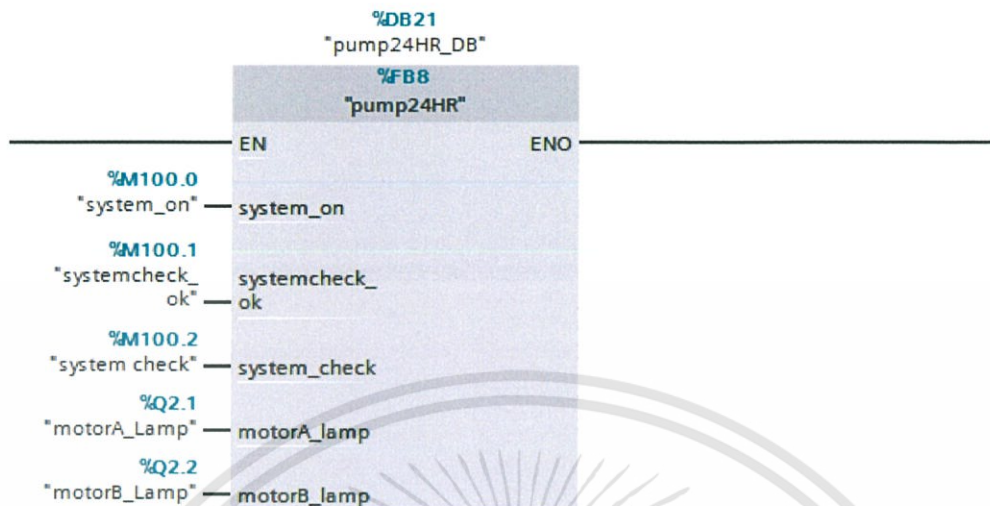 %DB21
"pump24HR_DB"
%FB8
"pump24HR"
EN ENO
%M100.0
"system_on" system_on
%M100.1
"systemcheck_ systemcheck_
ok" ok
%M100.2
"system check" system_check
%Q2.1
"motorA_Lamp" motorA_lamp
%Q2.2
"motorB_Lamp" motorB_lamp